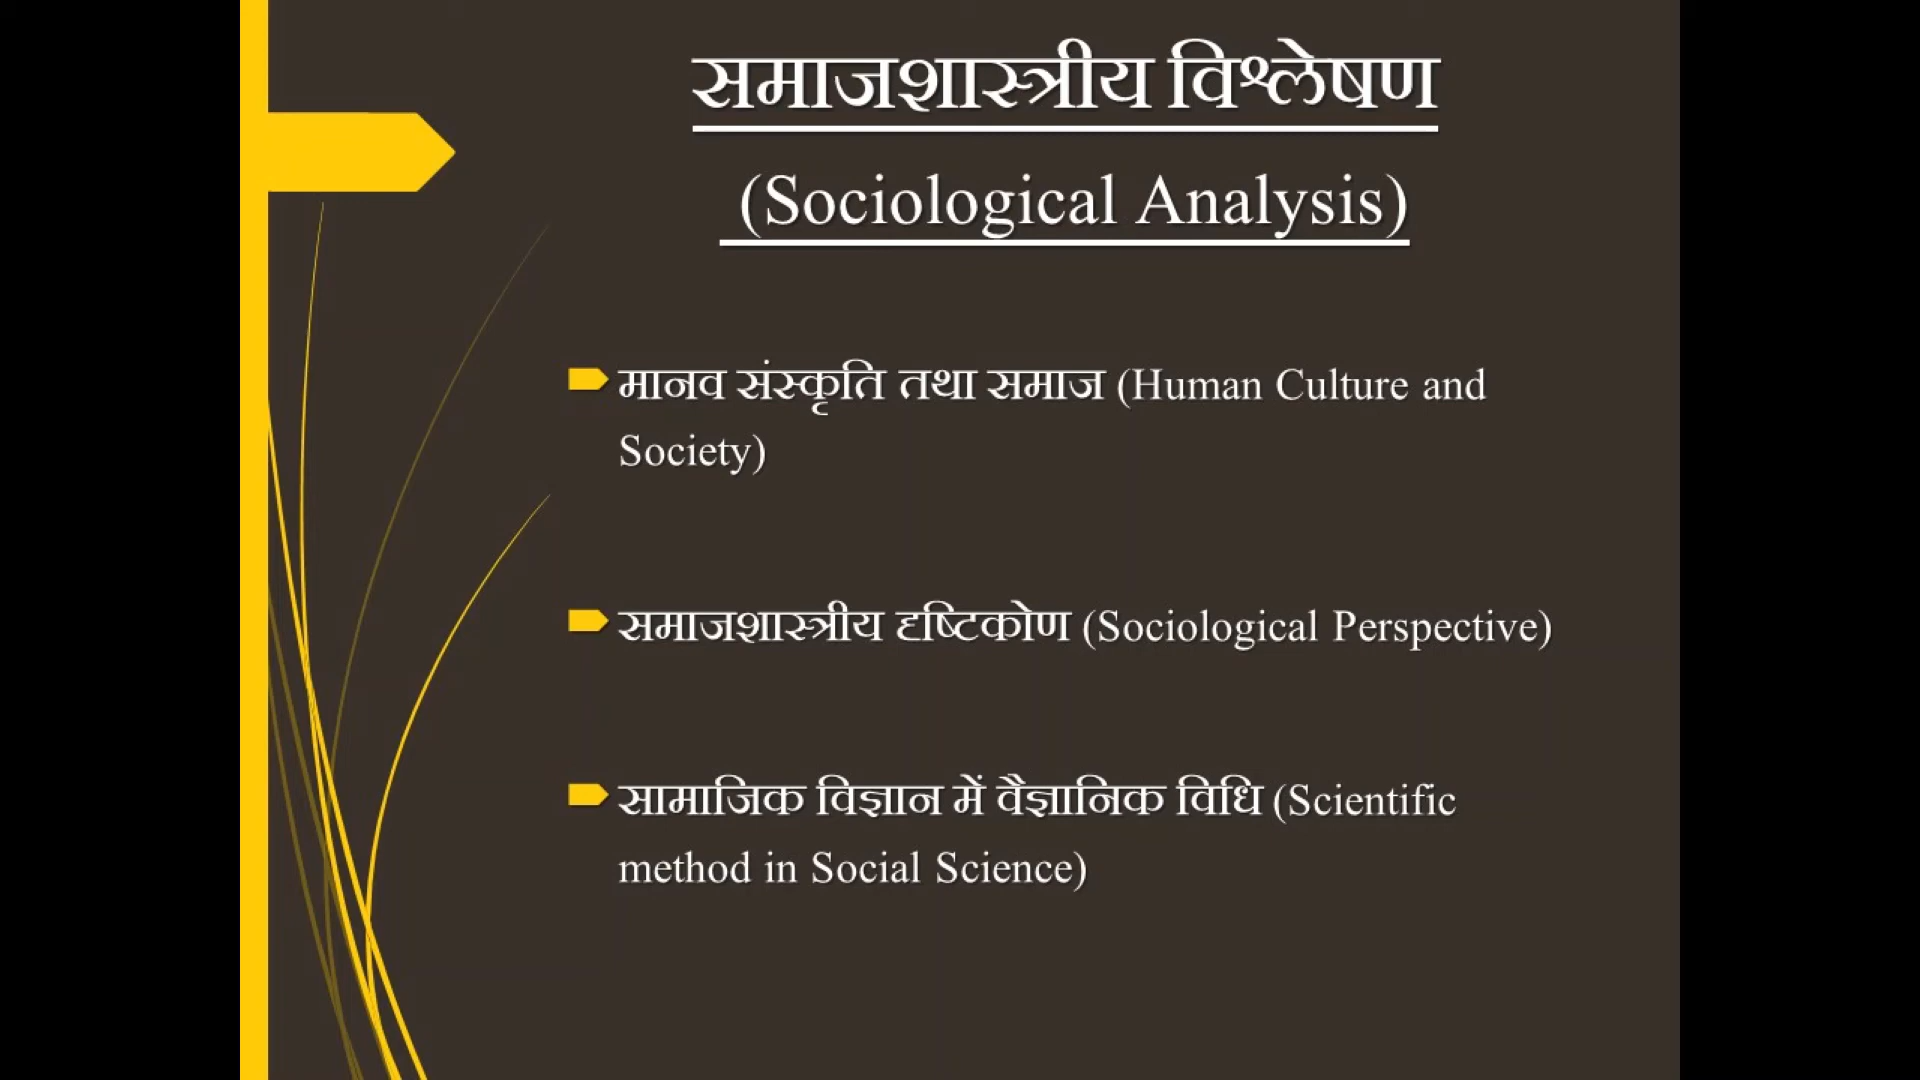 समाजशास्त्रीय विश्लेषण
(Sociological Analysis)
मानव संस्कृति तथा समाज (Human Culture and
Society)
समाजशास्त्रीय दृष्टिकोण (Sociological Perspective)
सामाजिक विज्ञान में वैज्ञानिक विधि (Scientific
method in Social Science)